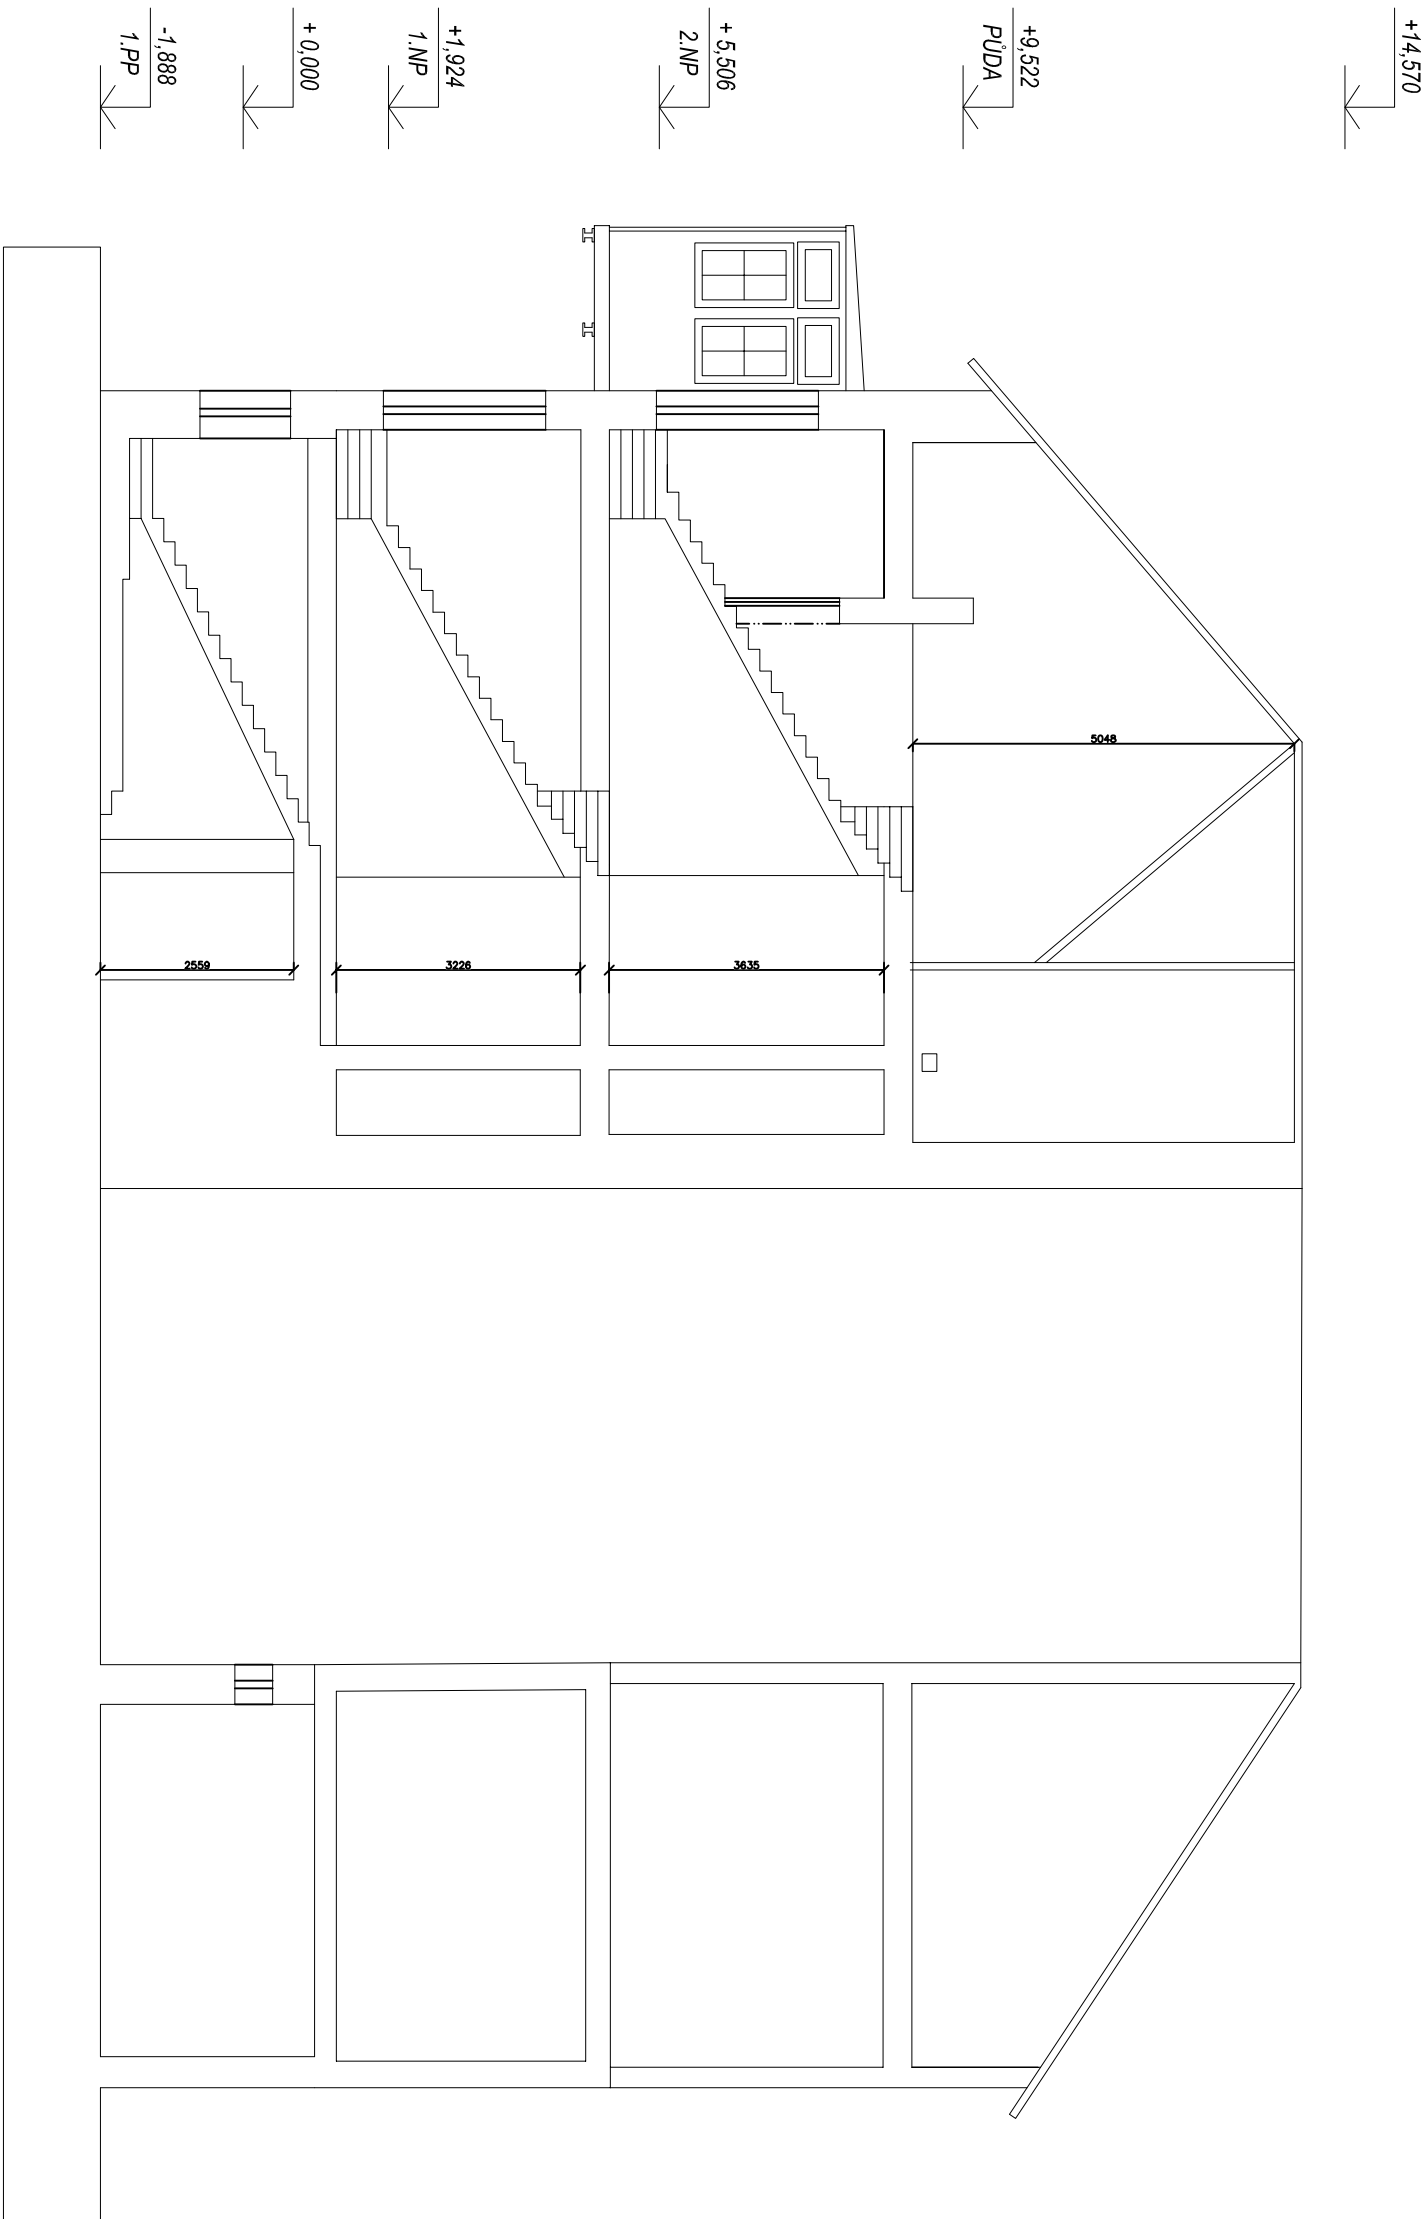 +14,570
+9,522
PŮDA
+ 5,506
2.NP
+1,924
1.NP
+ 0,000
-1,888
1.PP
5048
3635
3226
2559